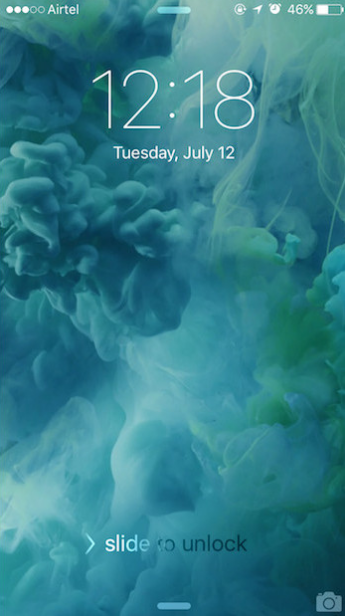 Airtel 46%
12:18
Tuesday, July 12
slide to unlock